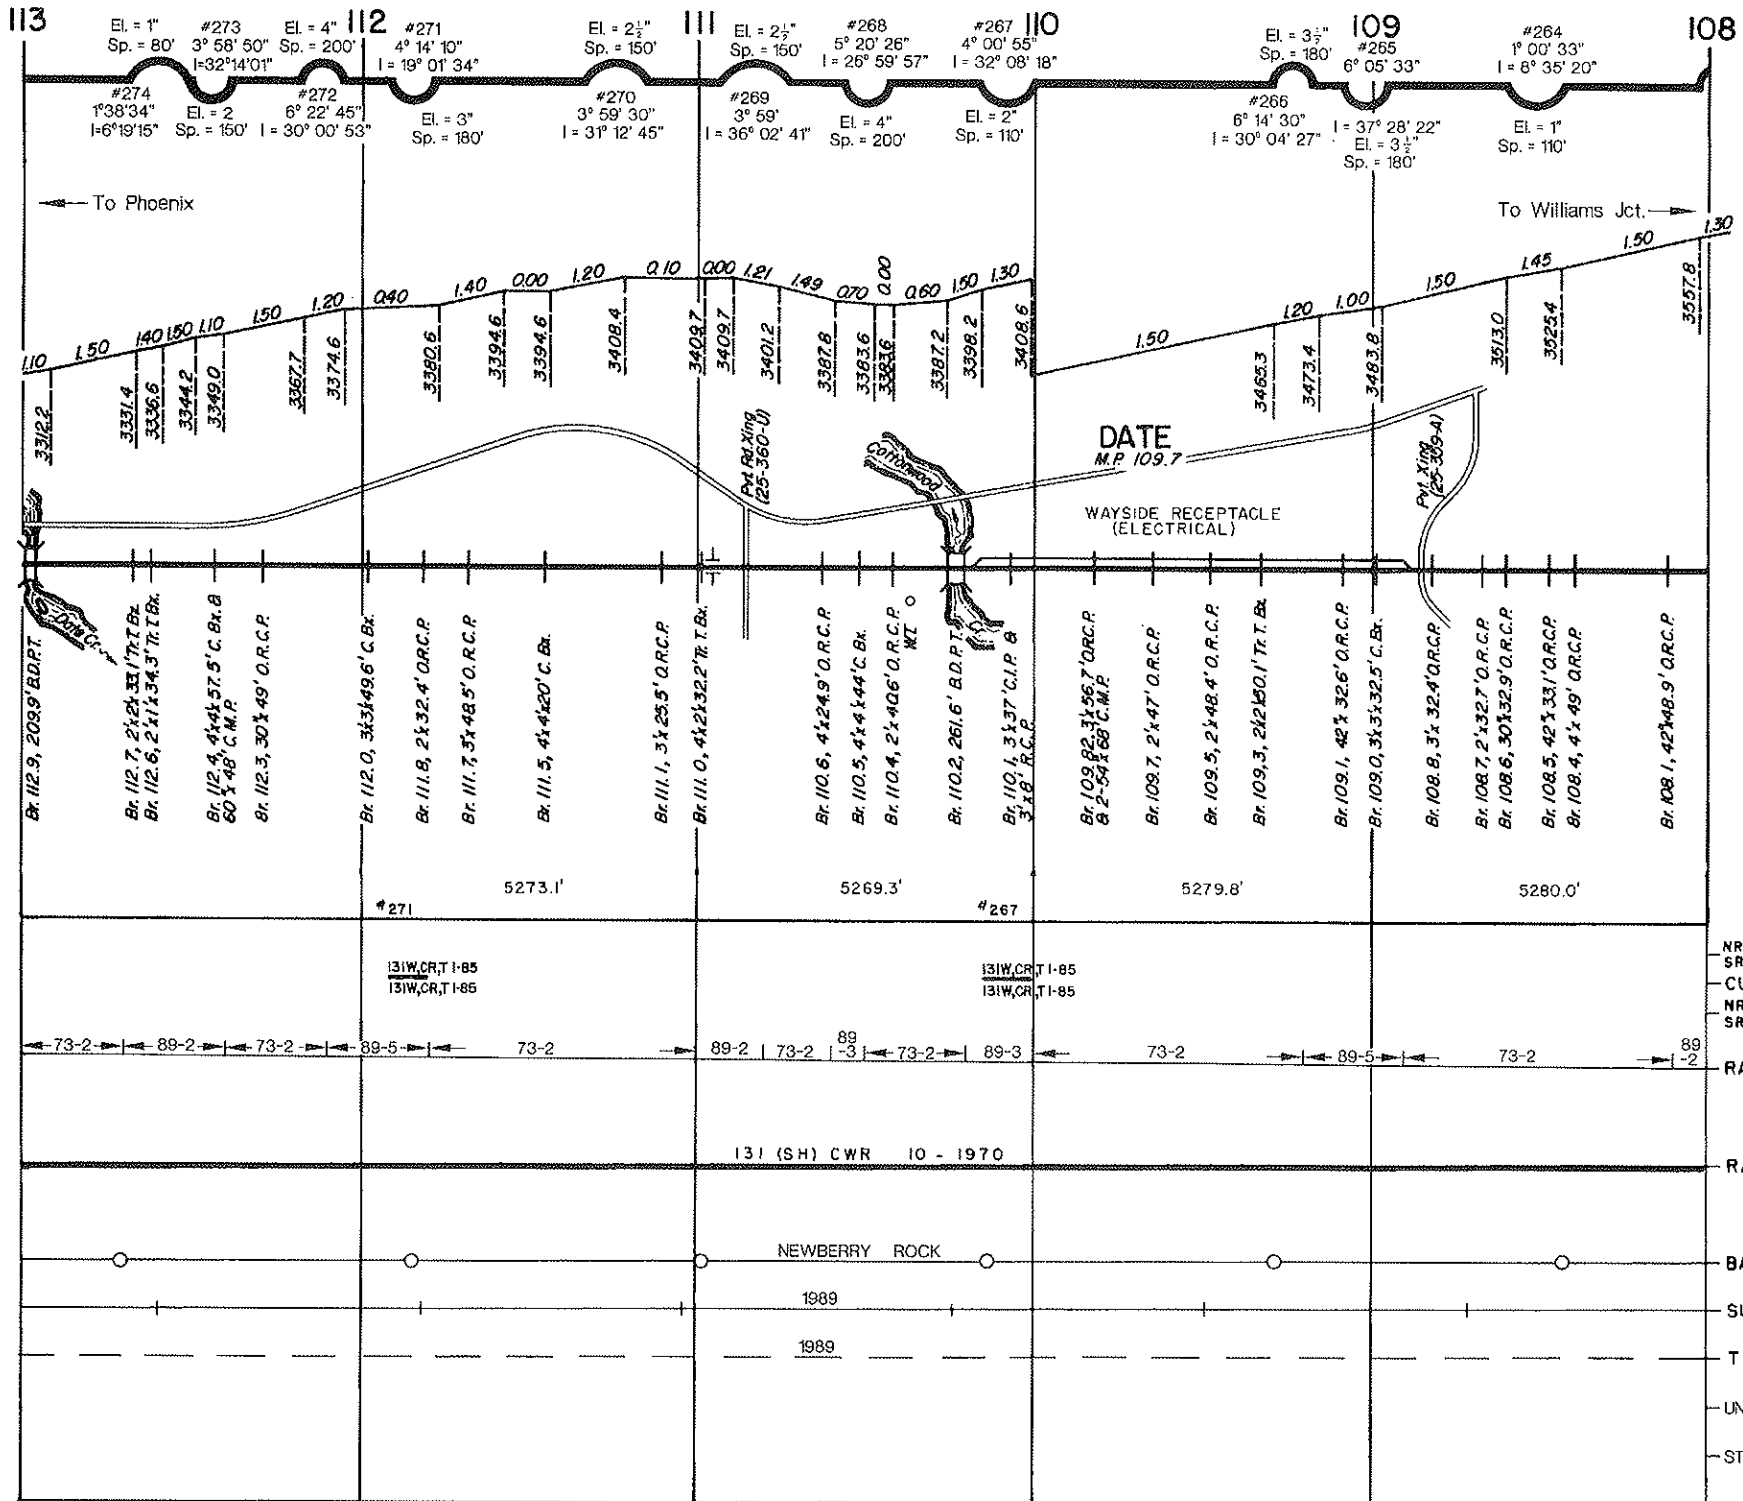 113
112
111
110
109
108
El. = 1"
Sp. = 80'
#273
3° 58' 50"
I=32°14'01"
El. = 4"
Sp. = 200'
#271
4° 14' 10"
I = 19° 01' 34"
El. = 2½"
Sp. = 150'
El. = 2½"
Sp. = 150'
#268
5° 20' 26"
I = 26° 59' 57"
#267
4° 00' 55"
I = 32° 08' 18"
El. = 3½"
Sp. = 180'
#265
6° 05' 33"
#264
1° 00' 33"
I = 8° 35' 20"
#274
1°38'34"
I=6°19'15"
El. = 2
Sp. = 150'
#272
6° 22' 45"
I = 30° 00' 53"
El. = 3"
Sp. = 180'
#270
3° 59' 30"
I = 31° 12' 45"
#269
3° 59'
I = 36° 02' 41"
El. = 4"
Sp. = 200'
El. = 2"
Sp. = 110'
#266
6° 14' 30"
I = 30° 04' 27"
I = 37° 28' 22"
El. = 3½"
Sp. = 180'
El. = 1"
Sp. = 110'
To Phoenix
To Williams Jct.
1.10 1.50 1.40 1.50 1.10 1.50 1.20 0.40 1.40 0.00 1.20 0.10 0.00 1.21 1.49 0.70 0.00 0.60 1.50 1.30 1.50 1.20 1.00 1.50 1.45 1.50 1.30
3312.2
3331.4
3336.6
3344.2
3349.0
3367.7
3374.6
3380.6
3394.6
3394.6
3408.4
3409.7
3409.7
3401.2
3387.8
3383.6
3383.6
3387.2
3398.2
3408.6
3465.3
3473.4
3483.8
3513.0
3525.4
3557.8
Pvt. Rd. Xing
(25-360-U)
Cottonwood
Cr.
DATE
M.P. 109.7
WAYSIDE RECEPTACLE
(ELECTRICAL)
Pvt. Xing
(25-359-A)
Date Cr.
W.T.
Br. 112.9, 209.9' B.D.P.T.
Br. 112.7, 2'x2'x33.1' Tr. T. Bx.
Br. 112.6, 2'x1'x34.3' Tr. T. Bx.
Br. 112.4, 4'x4'x57.5' C. Bx. &
60"x48' C.M.P.
Br. 112.3, 30"x49' O.R.C.P.
Br. 112.0, 3'x3'x49.6' C. Bx.
Br. 111.8, 2'x32.4' O.R.C.P.
Br. 111.7, 3'x48.5' O.R.C.P.
Br. 111.5, 4'x4'x20' C. Bx.
Br. 111.1, 3'x25.5' O.R.C.P.
Br. 111.0, 4'x2'x32.2' Tr. T. Bx.
Br. 110.6, 4'x24.9' O.R.C.P.
Br. 110.5, 4'x4'x44' C. Bx.
Br. 110.4, 2'x40.6' O.R.C.P.
Br. 110.2, 261.6' B.D.P.T.
Br. 110.1, 3'x37' C.I.P. &
3'x8' R.C.P.
Br. 109.82, 3'x56.7' O.R.C.P.
& 2-54"x68' C.M.P.
Br. 109.7, 2'x47' O.R.C.P.
Br. 109.5, 2'x48.4' O.R.C.P.
Br. 109.3, 2'x2'x50.1' Tr. T. Bx.
Br. 109.1, 42"x32.6' O.R.C.P.
Br. 109.0, 3'x3'x32.5' C. Bx.
Br. 108.8, 3'x32.4' O.R.C.P.
Br. 108.7, 2'x32.7' O.R.C.P.
Br. 108.6, 30"x32.9' O.R.C.P.
Br. 108.5, 42"x33.1' O.R.C.P.
Br. 108.4, 4'x49' O.R.C.P.
Br. 108.1, 42"x48.9' O.R.C.P.
5273.1' 5269.3' 5279.8' 5280.0'
#271 #267
131W,CR,T 1-85
131W,CR,T 1-85
131W,CR,T 1-85
131W,CR,T 1-85
NR
SR
CU
NR
SR
73-2 89-2 73-2 89-5 73-2 89-2 73-2 89-3 73-2 89-3 73-2 89-5 73-2 89-2 RA
131 (SH) CWR 10 - 1970 RA
NEWBERRY ROCK BA
1989 SU
1989 T
UN
ST